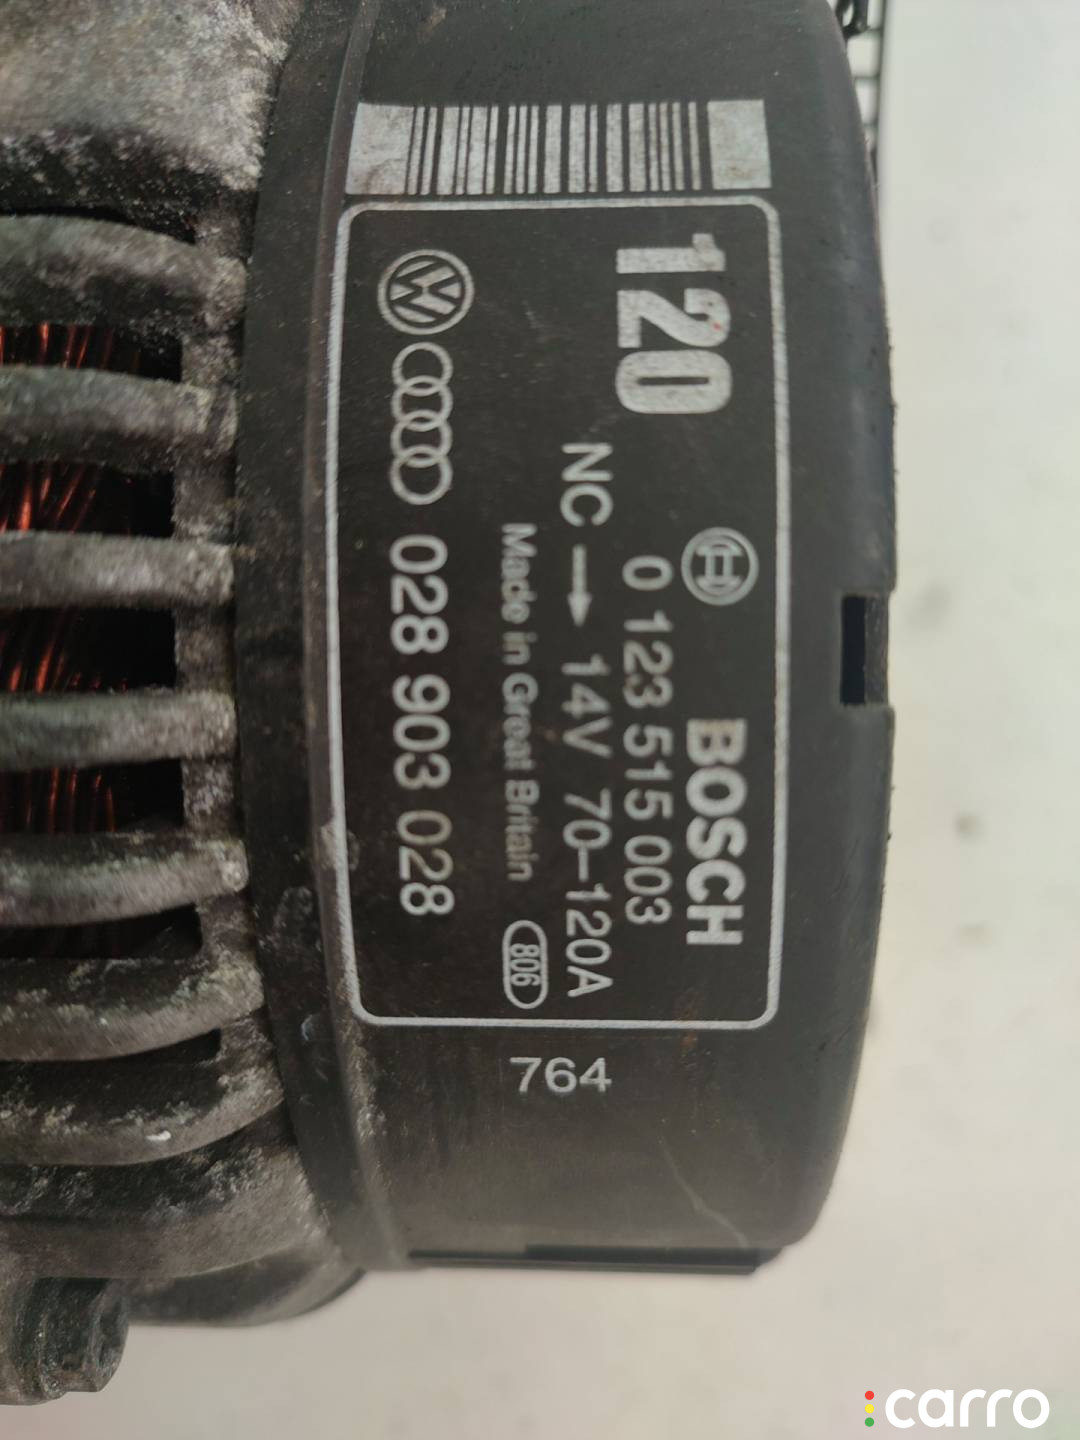 120
BOSCH
0 123 515 003
NC → 14V 70–120A
Made in Great Britain
806
028 903 028
764
carro